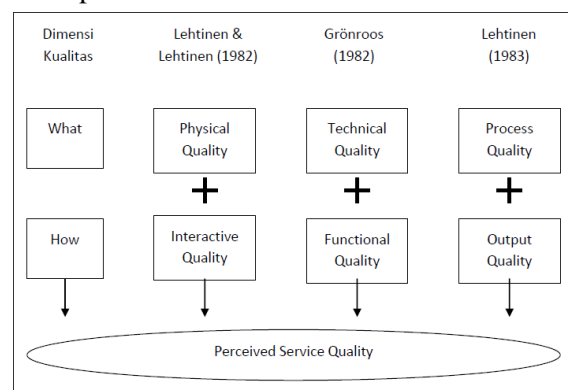 Dimensi
Kualitas
Lehtinen &
Lehtinen (1982)
Grönroos
(1982)
Lehtinen
(1983)
What
Physical
Quality
Technical
Quality
Process
Quality
How
Interactive
Quality
Functional
Quality
Output
Quality
Perceived Service Quality